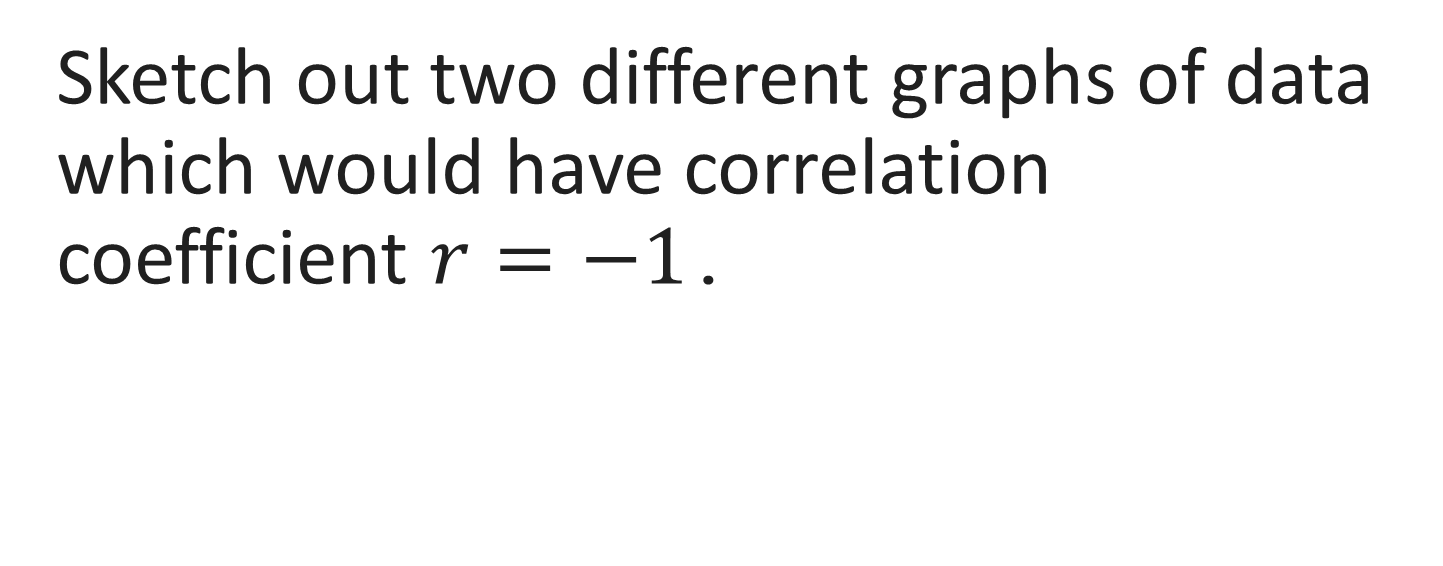 Sketch out two different graphs of data
which would have correlation
coefficient r = −1.